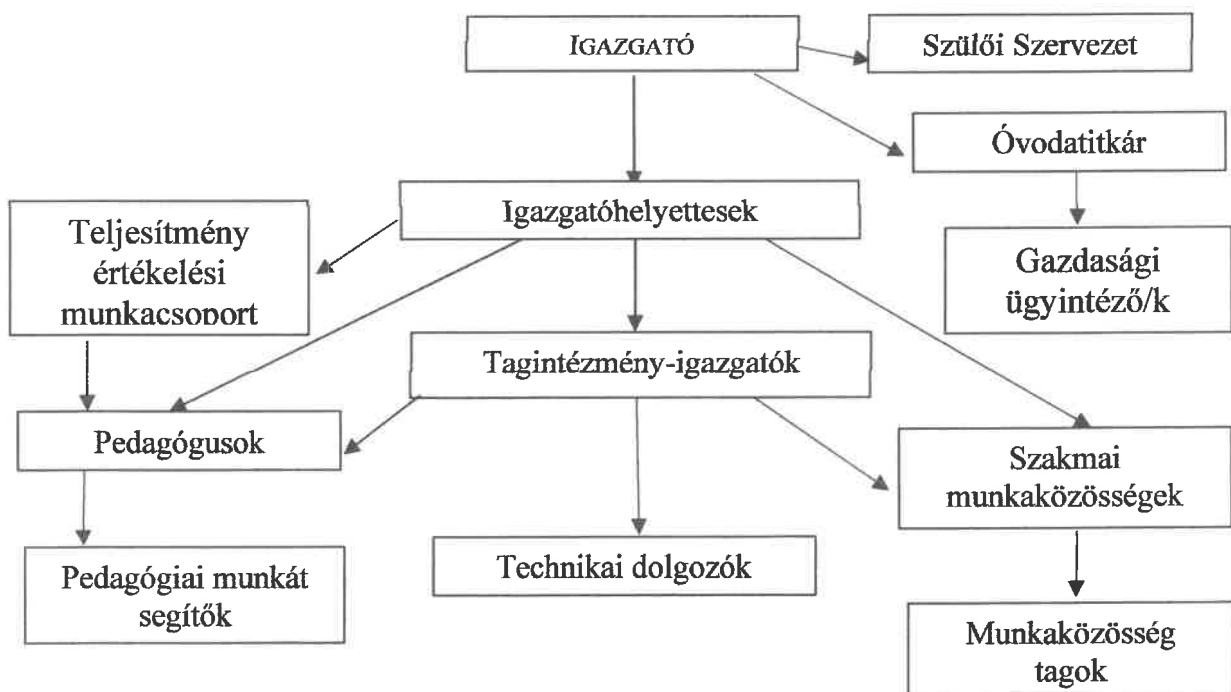 IGAZGATÓ
Szülői Szervezet
Óvodatitkár
Igazgatóhelyettesek
Teljesítmény
értékelési
munkacsoport
Gazdasági
ügyintéző/k
Tagintézmény-igazgatók
Pedagógusok
Szakmai
munkaközösségek
Technikai dolgozók
Pedagógiai munkát
segítők
Munkaközösség
tagok